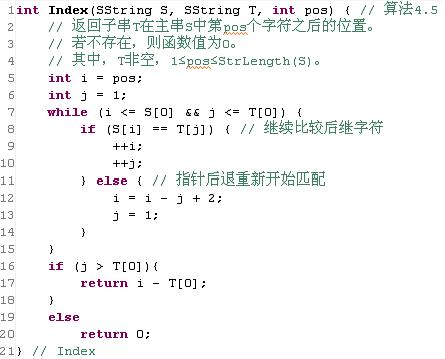 1 int Index(SString S, SString T, int pos) { // 算法4.5
2 // 返回子串T在主串S中第pos个字符之后的位置。
3 // 若不存在，则函数值为0。
4 // 其中，T非空，1≤pos≤StrLength(S)。
5 int i = pos;
6 int j = 1;
7 while (i <= S[0] && j <= T[0]) {
8 if (S[i] == T[j]) { // 继续比较后继字符
9 ++i;
10 ++j;
11 } else { // 指针后退重新开始匹配
12 i = i - j + 2;
13 j = 1;
14 }
15 }
16 if (j > T[0]){
17 return i - T[0];
18 }
19 else
20 return 0;
21 } // Index